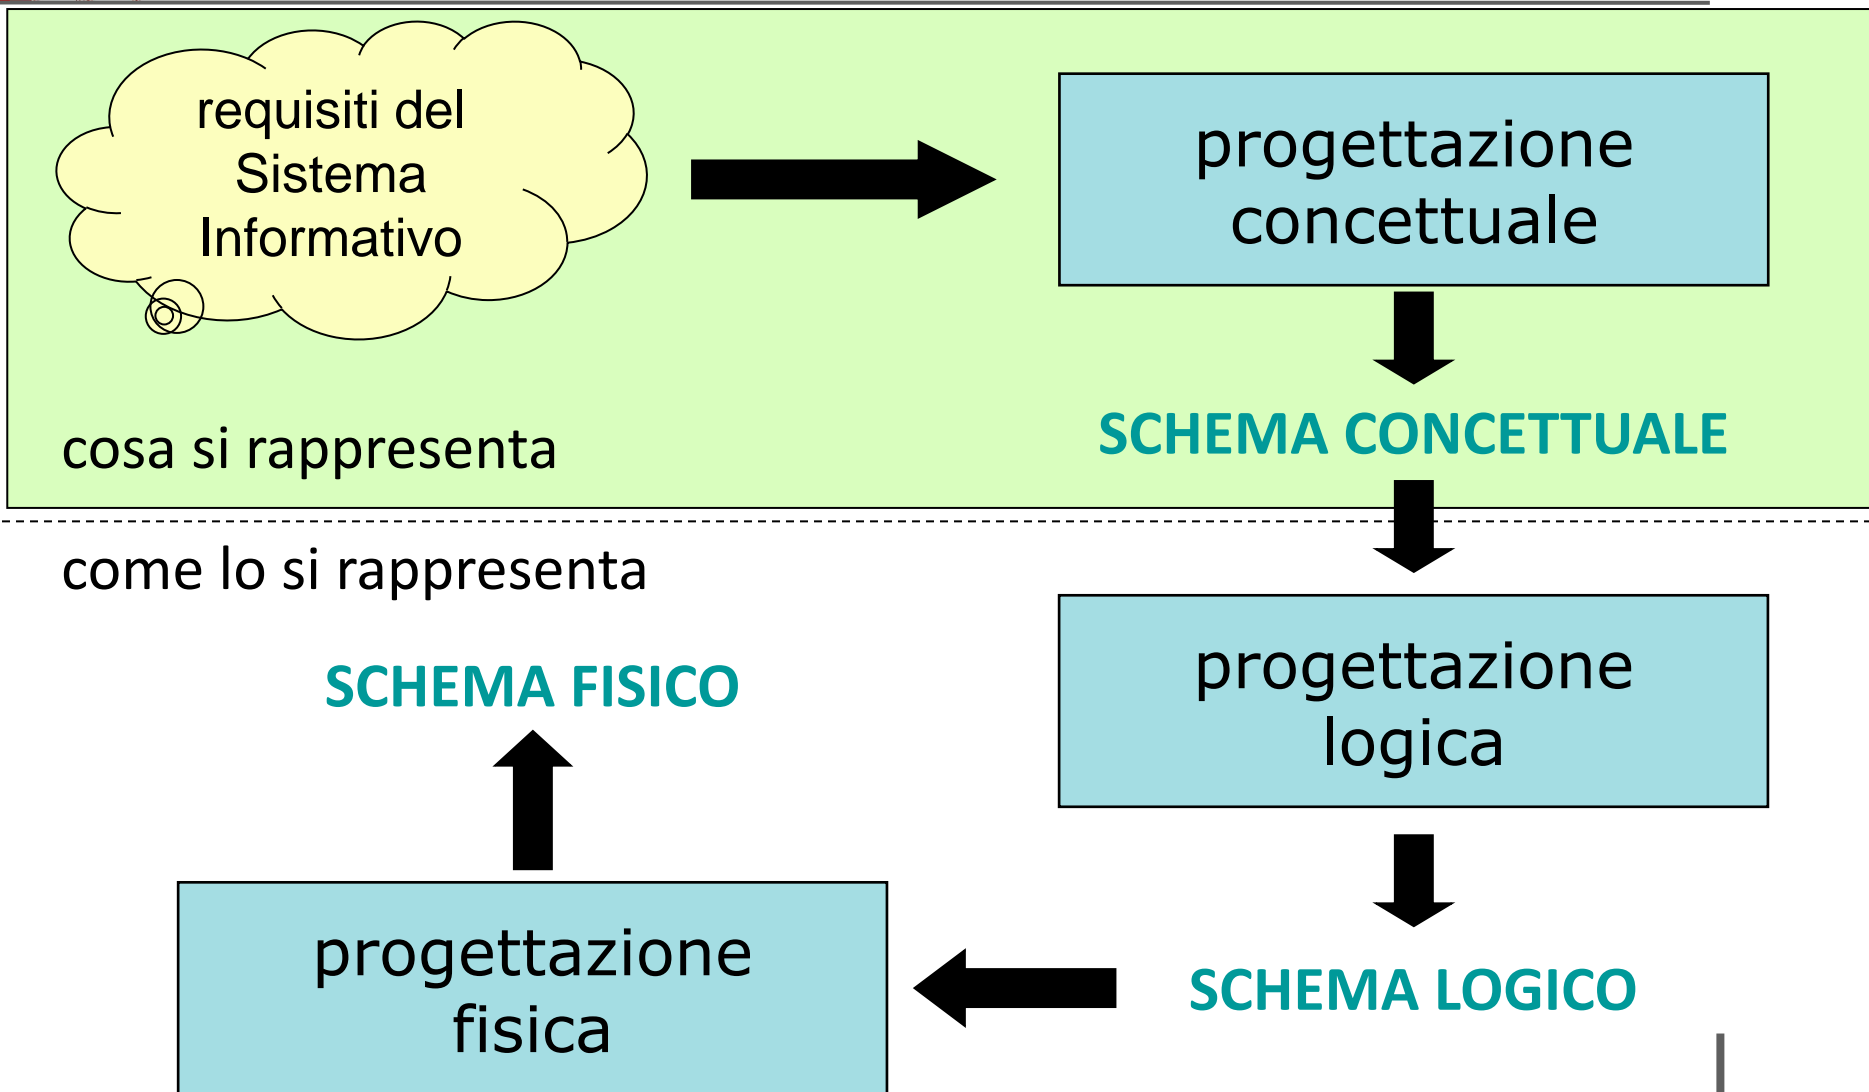 requisiti del
Sistema
Informativo
progettazione
concettuale
SCHEMA CONCETTUALE
cosa si rappresenta
come lo si rappresenta
progettazione
logica
SCHEMA LOGICO
progettazione
fisica
SCHEMA FISICO